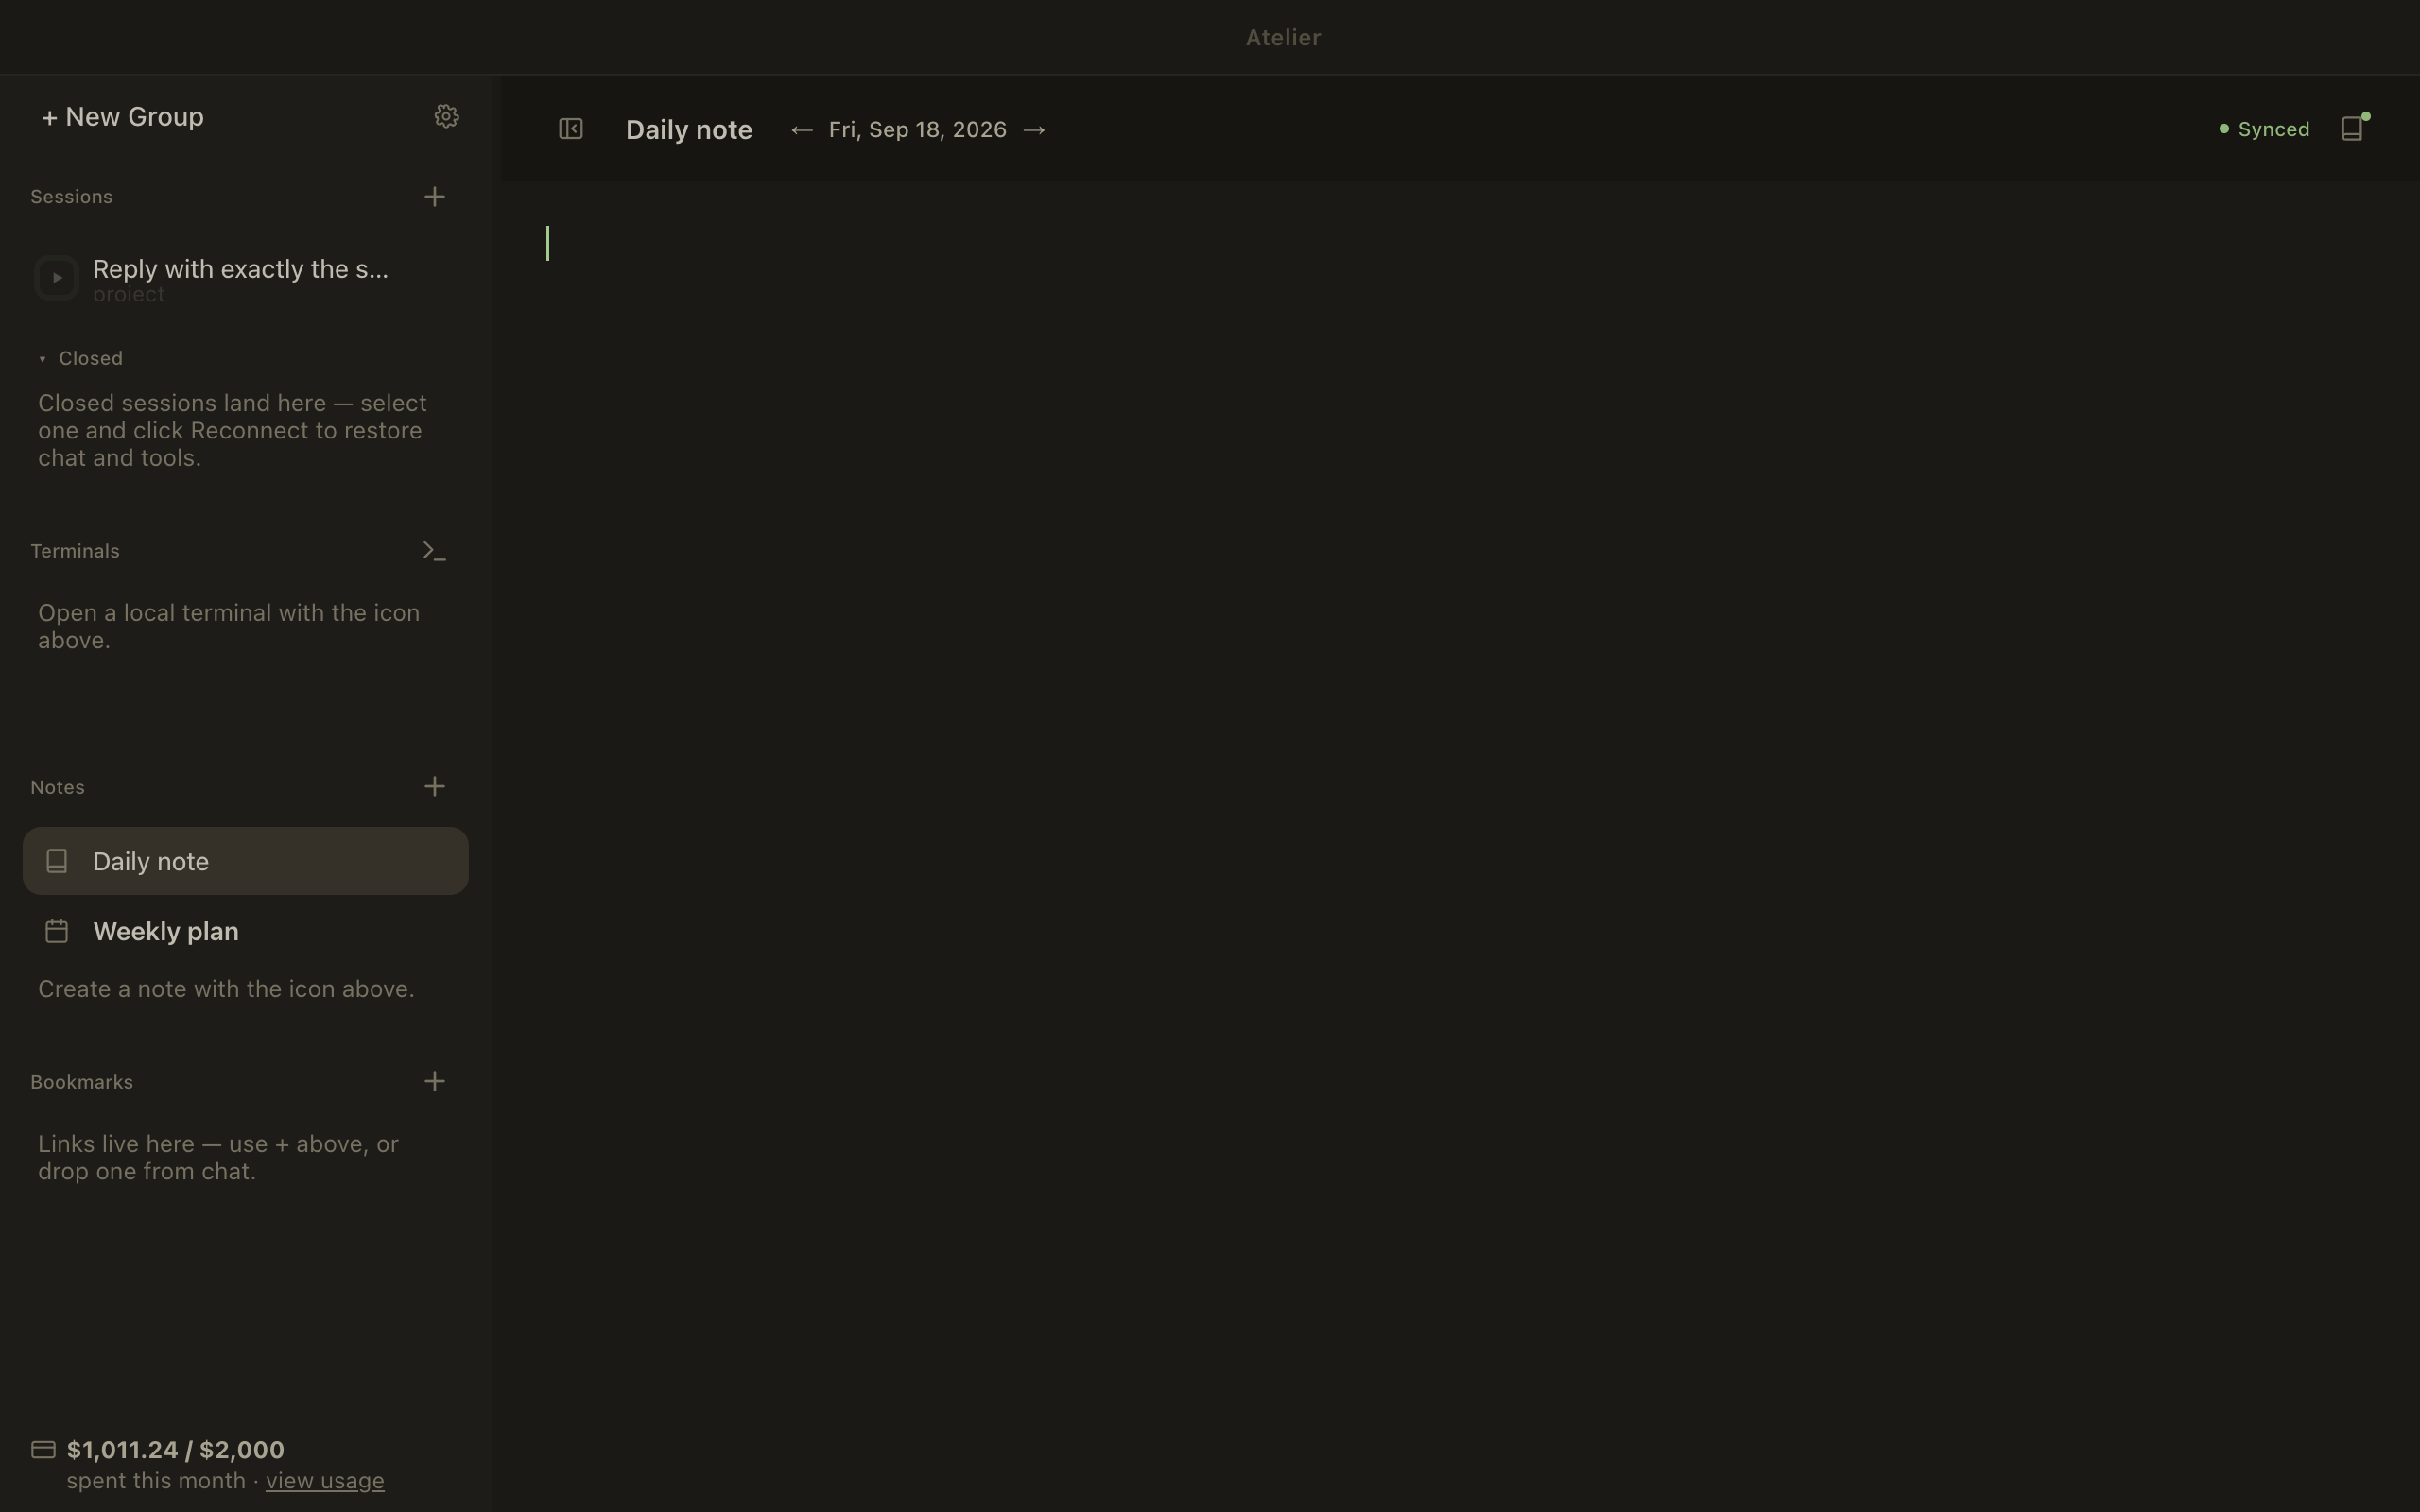 Atelier
+ New Group
Sessions
Reply with exactly the s...
project
Closed
Closed sessions land here — select
one and click Reconnect to restore
chat and tools.
Terminals
Open a local terminal with the icon
above.
Notes
Daily note
Weekly plan
Create a note with the icon above.
Bookmarks
Links live here — use + above, or
drop one from chat.
$1,011.24 / $2,000
spent this month · view usage
Daily note ← Fri, Sep 18, 2026 →
Synced